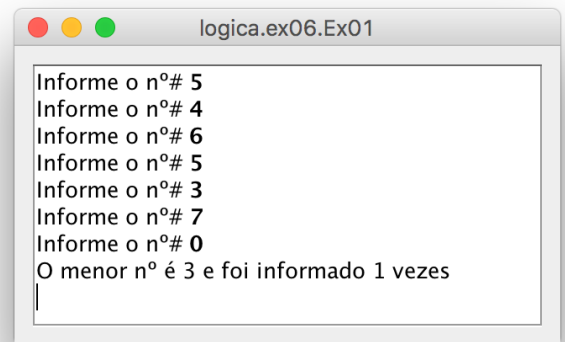 logica.ex06.Ex01
Informe o nº# 5
Informe o nº# 4
Informe o nº# 6
Informe o nº# 5
Informe o nº# 3
Informe o nº# 7
Informe o nº# 0
O menor nº é 3 e foi informado 1 vezes